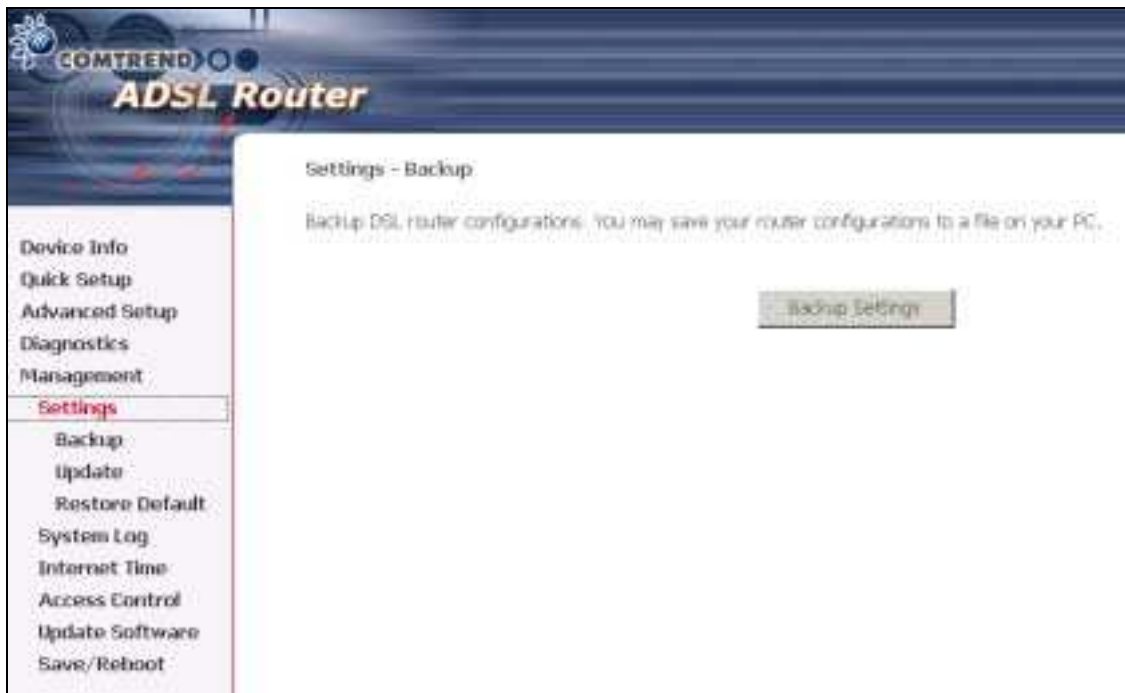 COMTREND
ADSL Router
Settings - Backup
Backup DSL router configurations. You may save your router configurations to a file on your PC.
Backup Settings
Device Info
Quick Setup
Advanced Setup
Diagnostics
Management
Settings
Backup
Update
Restore Default
System Log
Internet Time
Access Control
Update Software
Save/Reboot